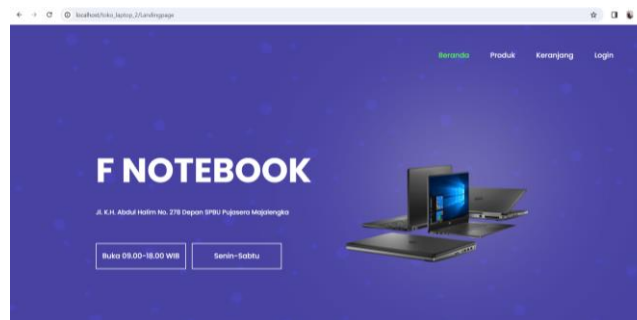 localhost/toko_laptop_2/Landingpage
Beranda Produk Keranjang Login
F NOTEBOOK
Jl. K.H. Abdul Halim No. 278 Depan SPBU Pujasera Majalengka
Buka 09.00-18.00 WIB Senin-Sabtu